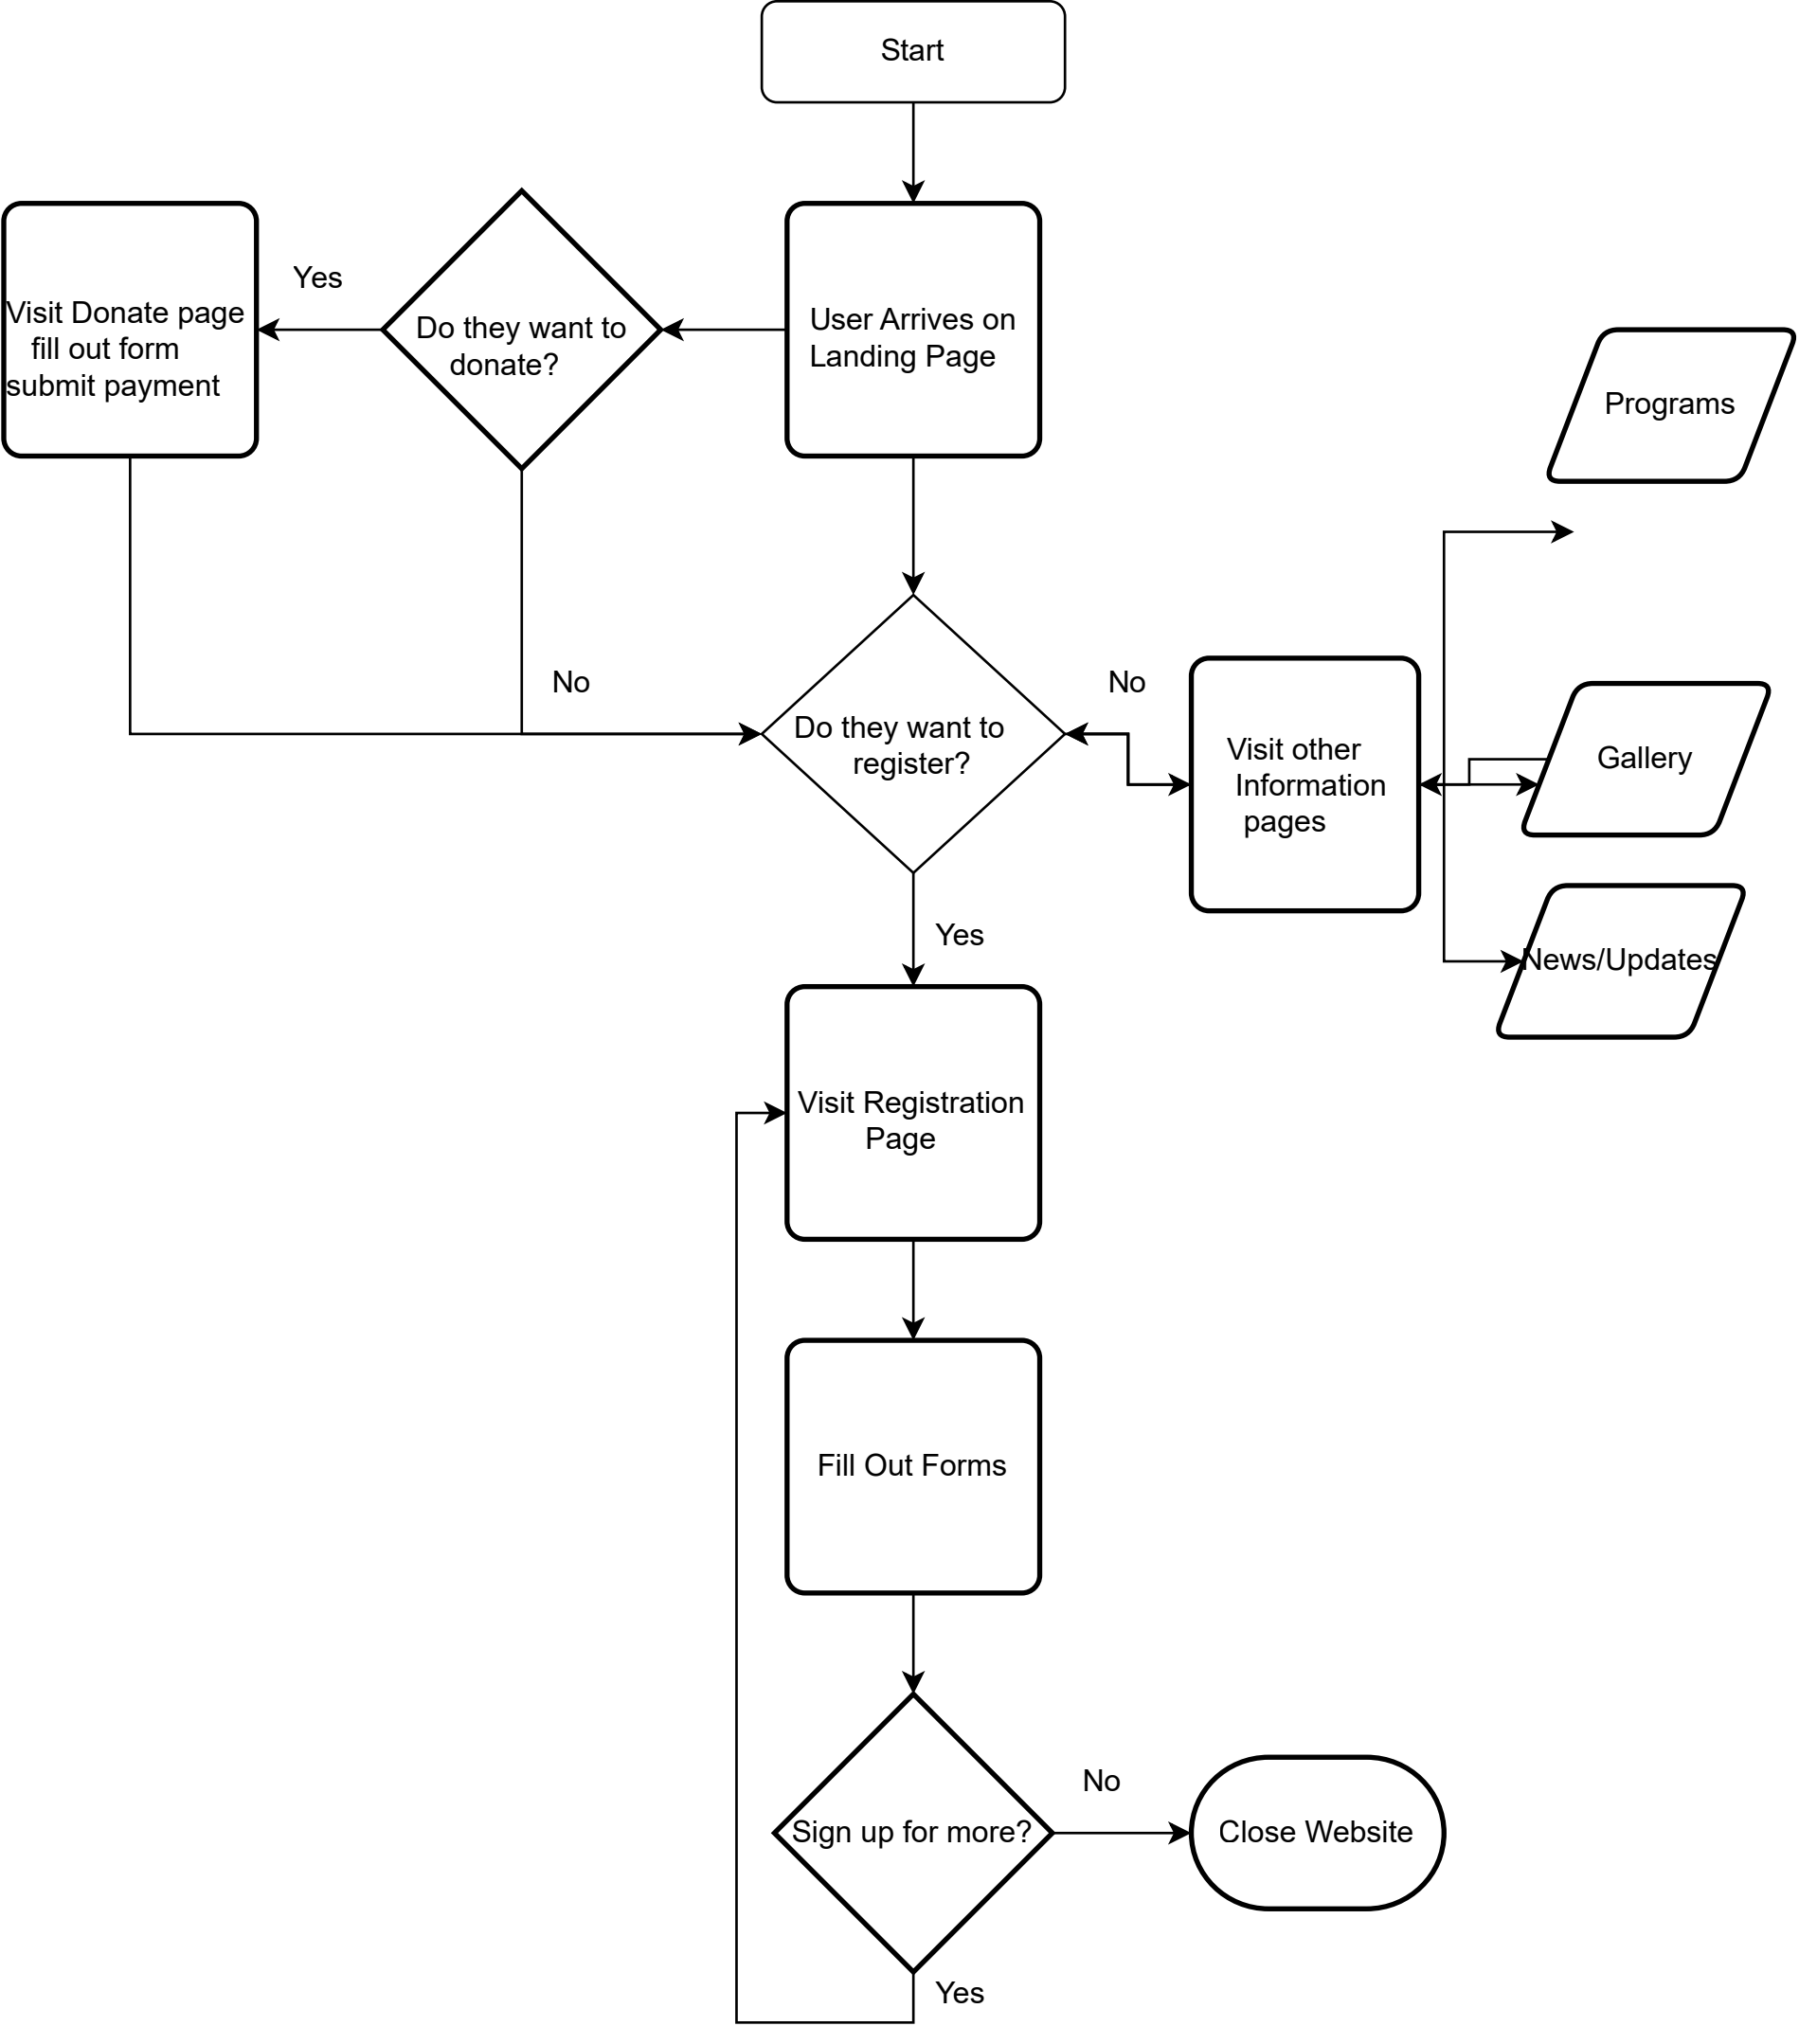 Start
Yes
Visit Donate page
fill out form
submit payment
Do they want to
donate?
User Arrives on
Landing Page
Programs
No
No
Do they want to
register?
Visit other
Information
pages
Gallery
Yes
News/Updates
Visit Registration
Page
Fill Out Forms
No
Sign up for more?
Close Website
Yes